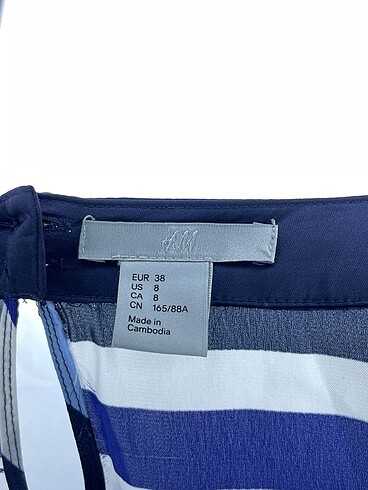 H&M
EUR 38
US 8
CA 8
CN 165/88A
Made in
Cambodia